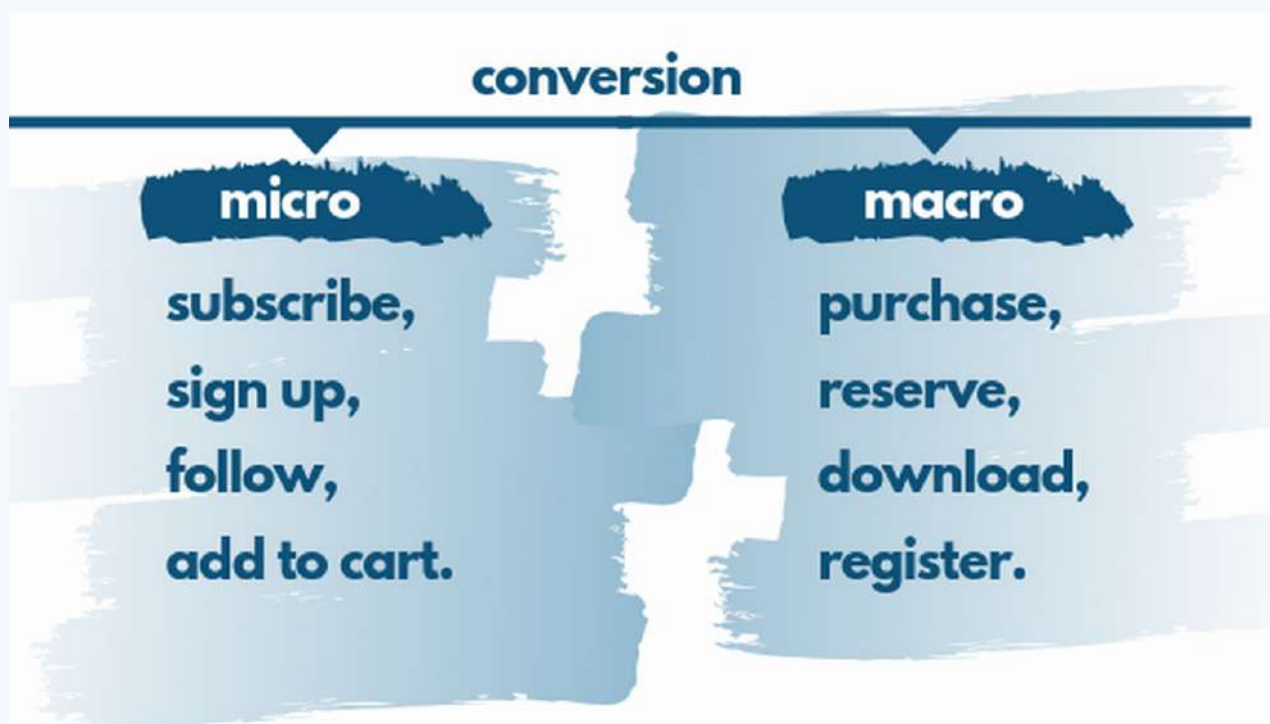 conversion
micro
subscribe,
sign up,
follow,
add to cart.
macro
purchase,
reserve,
download,
register.